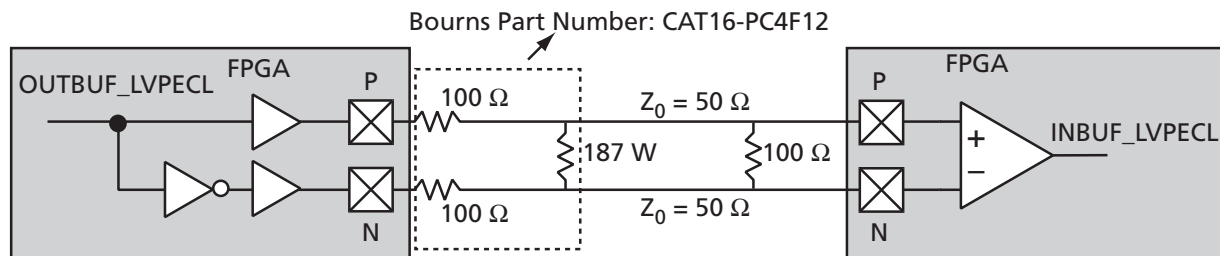 Bourns Part Number: CAT16-PC4F12
OUTBUF_LVPECL
FPGA
P
100 Ω
Z0 = 50 Ω
187 W
100 Ω
N
100 Ω
Z0 = 50 Ω
FPGA
P
+
−
INBUF_LVPECL
N